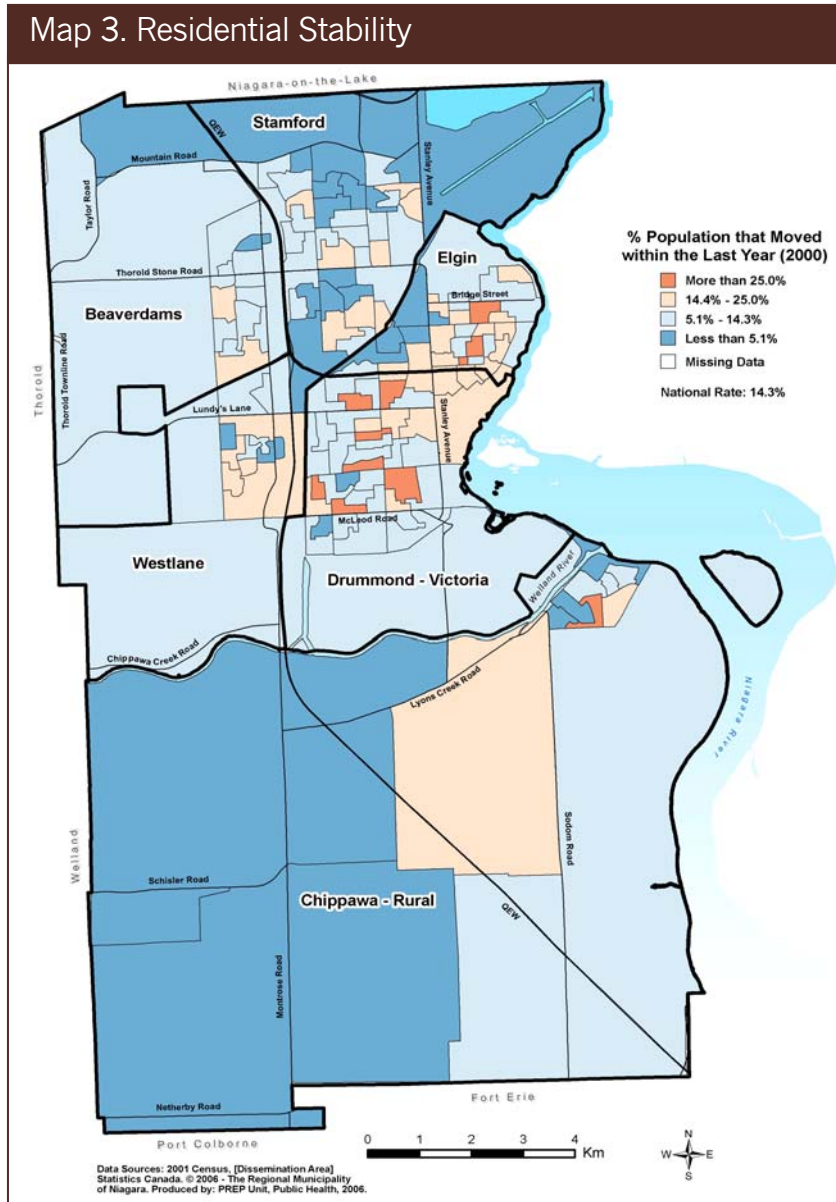 Map 3. Residential Stability
Niagara-on-the-Lake
Stamford
QEW
Mountain Road
Stanley Avenue
Taylor Road
Elgin
Thorold Stone Road
Bridge Street
Beaverdams
Thorold
Thorold Townline Road
Lundy's Lane
Stanley Avenue
McLeod Road
Westlane
Drummond - Victoria
Welland River
Chippawa Creek Road
Lyons Creek Road
Niagara River
Welland
Sodom Road
Schisler Road
Chippawa - Rural
QEW
Montrose Road
Netherby Road
Fort Erie
Port Colborne
% Population that Moved
within the Last Year (2000)
More than 25.0%
14.4% - 25.0%
5.1% - 14.3%
Less than 5.1%
Missing Data
National Rate: 14.3%
0 1 2 3 4
Km
N
W E
S
Data Sources: 2001 Census, [Dissemination Area]
Statistics Canada. © 2006 - The Regional Municipality
of Niagara. Produced by: PREP Unit, Public Health, 2006.